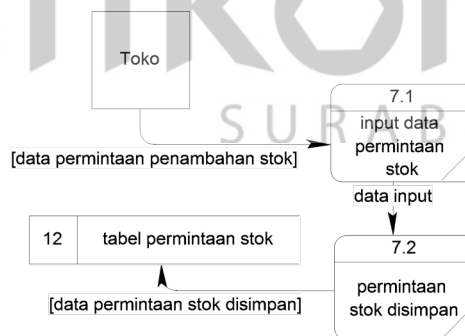 Toko
7.1
input data
permintaan
stok
[data permintaan penambahan stok]
data input
12 tabel permintaan stok
7.2
permintaan
stok disimpan
[data permintaan stok disimpan]
SURAB